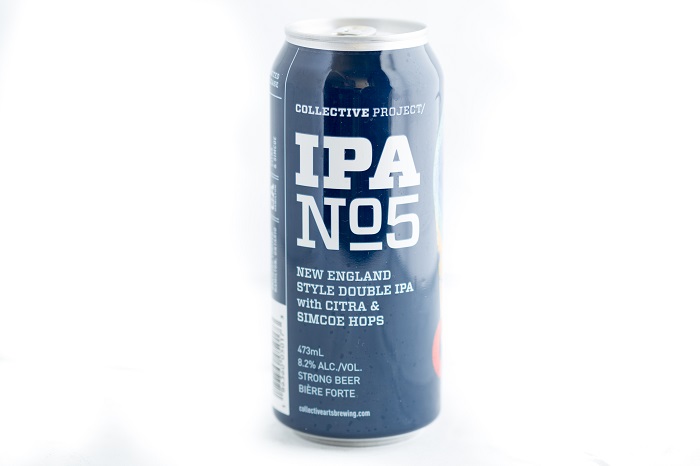 COLLECTIVE PROJECT/
IPA
Nº5
NEW ENGLAND
STYLE DOUBLE IPA
with CITRA &
SIMCOE HOPS
473mL
8.2% ALC./VOL.
STRONG BEER
BIÈRE FORTE
collectiveartsbrewing.com